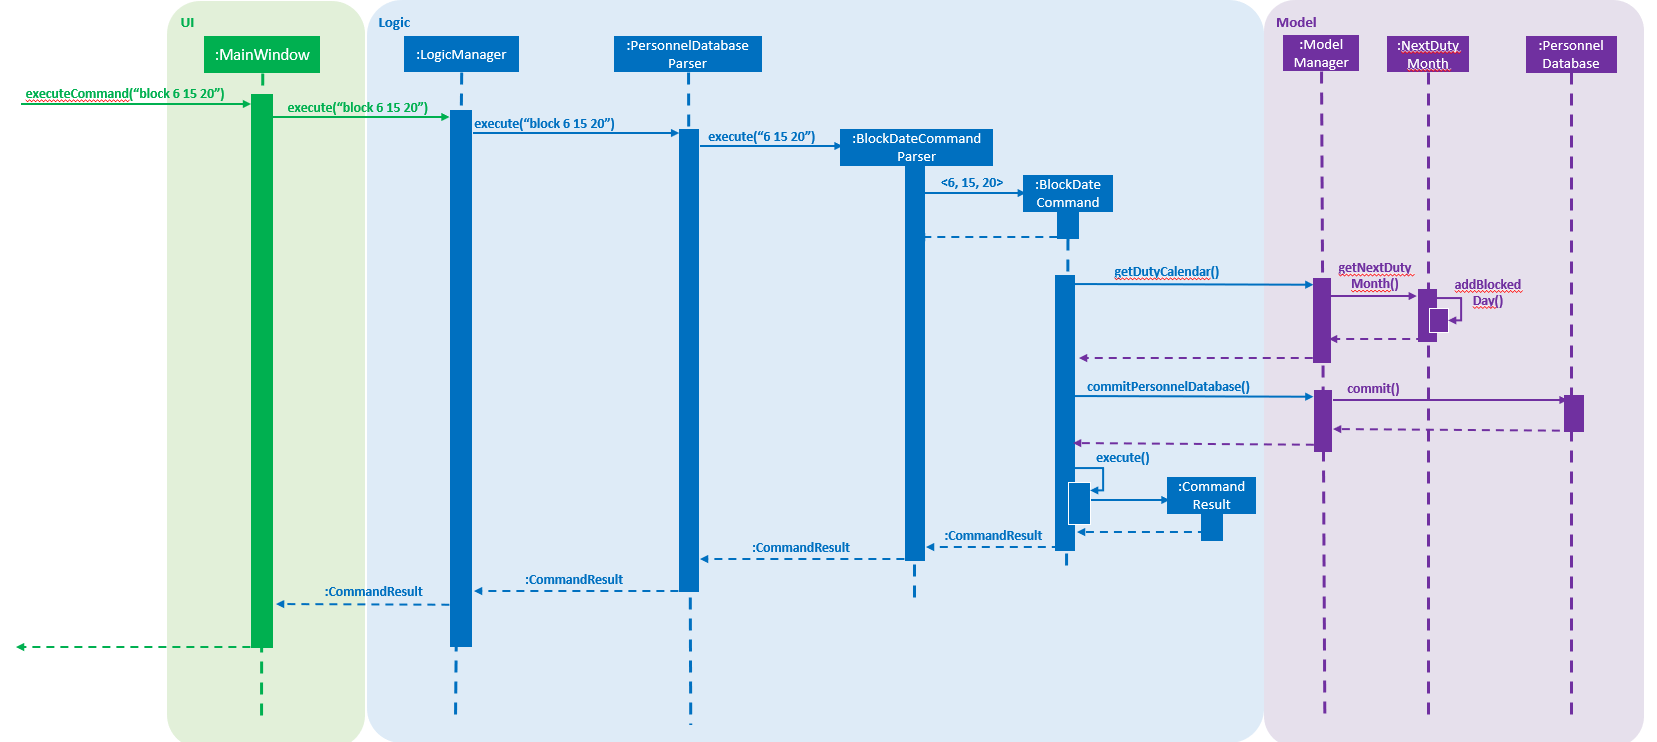 UI
Logic
Model
:MainWindow
:LogicManager
:PersonnelDatabase
Parser
:Model
Manager
:NextDuty
Month
:Personnel
Database
executeCommand(“block 6 15 20”)
execute(“block 6 15 20”)
execute(“block 6 15 20”)
execute(“6 15 20”)
:BlockDateCommand
Parser
<6, 15, 20>
:BlockDate
Command
getDutyCalendar()
getNextDuty
Month()
addBlocked
Day()
commitPersonnelDatabase()
commit()
execute()
:Command
Result
:CommandResult
:CommandResult
:CommandResult
:CommandResult